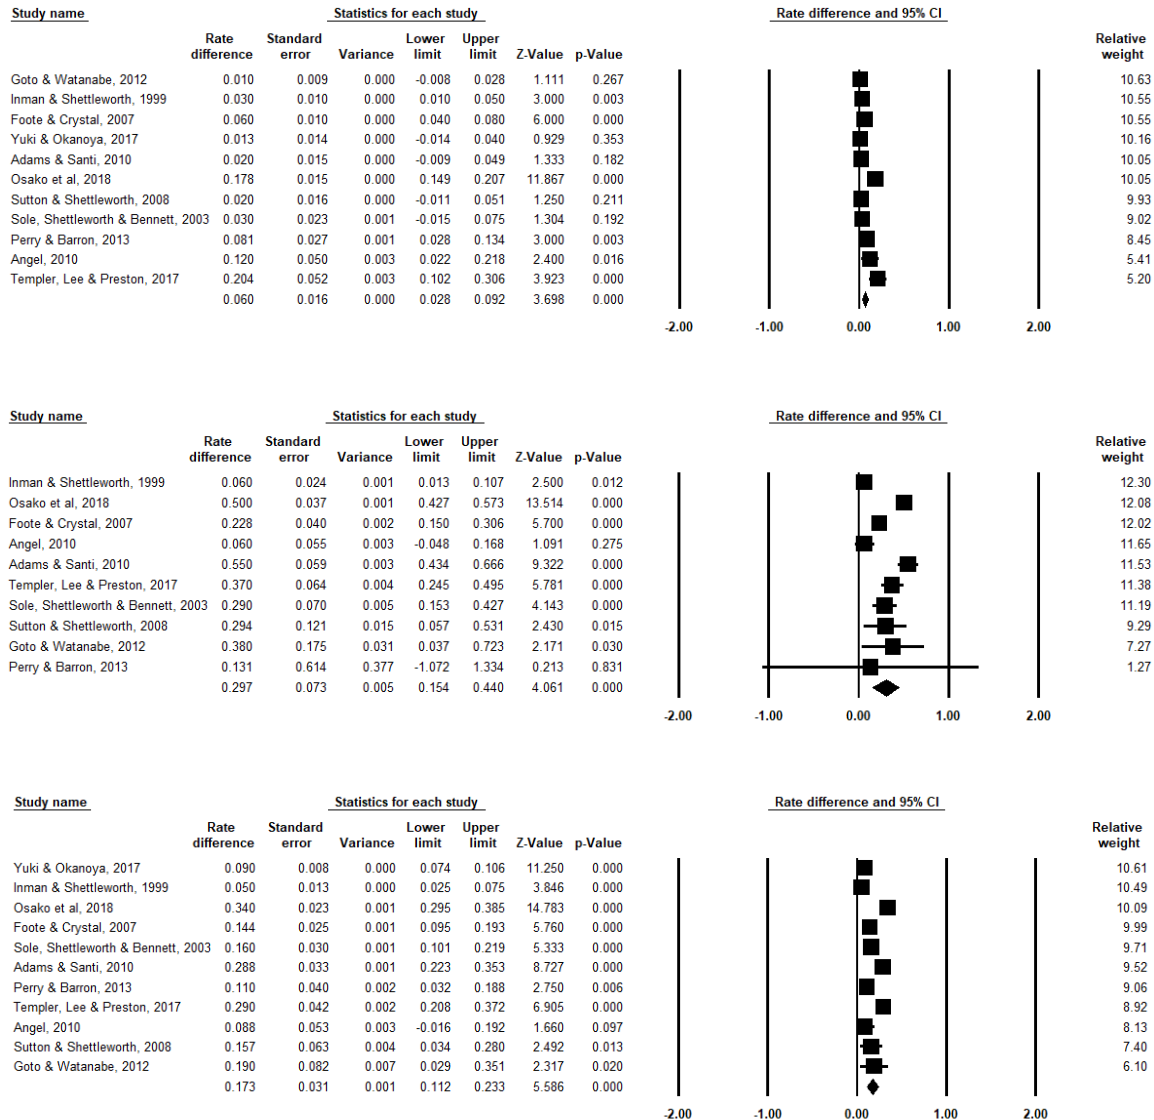 Study name Statistics for each study Rate difference and 95% CI
Rate Standard Lower Upper Relative
difference error Variance limit limit Z-Value p-Value weight
Goto & Watanabe, 2012 0.010 0.009 0.000 -0.008 0.028 1.111 0.267 10.63
Inman & Shettleworth, 1999 0.030 0.010 0.000 0.010 0.050 3.000 0.003 10.55
Foote & Crystal, 2007 0.060 0.010 0.000 0.040 0.080 6.000 0.000 10.55
Yuki & Okanoya, 2017 0.013 0.014 0.000 -0.014 0.040 0.929 0.353 10.16
Adams & Santi, 2010 0.020 0.015 0.000 -0.009 0.049 1.333 0.182 10.05
Osako et al, 2018 0.178 0.015 0.000 0.149 0.207 11.867 0.000 10.05
Sutton & Shettleworth, 2008 0.020 0.016 0.000 -0.011 0.051 1.250 0.211 9.93
Sole, Shettleworth & Bennett, 2003 0.030 0.023 0.001 -0.015 0.075 1.304 0.192 9.02
Perry & Barron, 2013 0.081 0.027 0.001 0.028 0.134 3.000 0.003 8.45
Angel, 2010 0.120 0.050 0.003 0.022 0.218 2.400 0.016 5.41
Templer, Lee & Preston, 2017 0.204 0.052 0.003 0.102 0.306 3.923 0.000 5.20
0.060 0.016 0.000 0.028 0.092 3.698 0.000
-2.00 -1.00 0.00 1.00 2.00
Study name Statistics for each study Rate difference and 95% CI
Rate Standard Lower Upper Relative
difference error Variance limit limit Z-Value p-Value weight
Inman & Shettleworth, 1999 0.060 0.024 0.001 0.013 0.107 2.500 0.012 12.30
Osako et al, 2018 0.500 0.037 0.001 0.427 0.573 13.514 0.000 12.08
Foote & Crystal, 2007 0.228 0.040 0.002 0.150 0.306 5.700 0.000 12.02
Angel, 2010 0.060 0.055 0.003 -0.048 0.168 1.091 0.275 11.65
Adams & Santi, 2010 0.550 0.059 0.003 0.434 0.666 9.322 0.000 11.53
Templer, Lee & Preston, 2017 0.370 0.064 0.004 0.245 0.495 5.781 0.000 11.38
Sole, Shettleworth & Bennett, 2003 0.290 0.070 0.005 0.153 0.427 4.143 0.000 11.19
Sutton & Shettleworth, 2008 0.294 0.121 0.015 0.057 0.531 2.430 0.015 9.29
Goto & Watanabe, 2012 0.380 0.175 0.031 0.037 0.723 2.171 0.030 7.27
Perry & Barron, 2013 0.131 0.614 0.377 -1.072 1.334 0.213 0.831 1.27
0.297 0.073 0.005 0.154 0.440 4.061 0.000
-2.00 -1.00 0.00 1.00 2.00
Study name Statistics for each study Rate difference and 95% CI
Rate Standard Lower Upper Relative
difference error Variance limit limit Z-Value p-Value weight
Yuki & Okanoya, 2017 0.090 0.008 0.000 0.074 0.106 11.250 0.000 10.61
Inman & Shettleworth, 1999 0.050 0.013 0.000 0.025 0.075 3.846 0.000 10.49
Osako et al, 2018 0.340 0.023 0.001 0.295 0.385 14.783 0.000 10.09
Foote & Crystal, 2007 0.144 0.025 0.001 0.095 0.193 5.760 0.000 9.99
Sole, Shettleworth & Bennett, 2003 0.160 0.030 0.001 0.101 0.219 5.333 0.000 9.71
Adams & Santi, 2010 0.288 0.033 0.001 0.223 0.353 8.727 0.000 9.52
Perry & Barron, 2013 0.110 0.040 0.002 0.032 0.188 2.750 0.006 9.06
Templer, Lee & Preston, 2017 0.290 0.042 0.002 0.208 0.372 6.905 0.000 8.92
Angel, 2010 0.088 0.053 0.003 -0.016 0.192 1.660 0.097 8.13
Sutton & Shettleworth, 2008 0.157 0.063 0.004 0.034 0.280 2.492 0.013 7.40
Goto & Watanabe, 2012 0.190 0.082 0.007 0.029 0.351 2.317 0.020 6.10
0.173 0.031 0.001 0.112 0.233 5.586 0.000
-2.00 -1.00 0.00 1.00 2.00